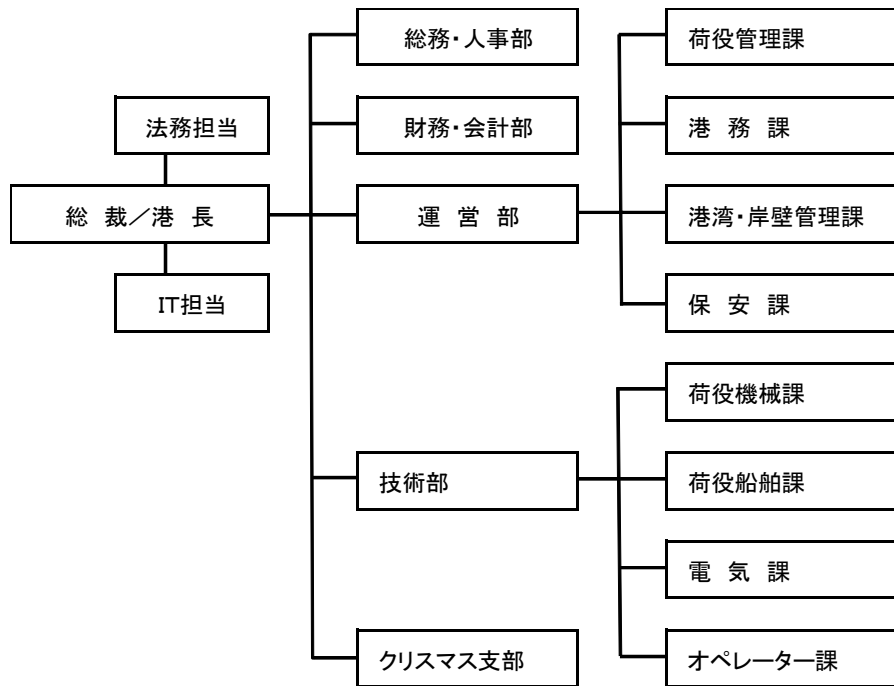 総務・人事部
荷役管理課
法務担当
財務・会計部
港　務　課
総　裁／港　長
運　営　部
港湾・岸壁管理課
IT担当
保　安　課
荷役機械課
技術部
荷役船舶課
電　気　課
クリスマス支部
オペレーター課